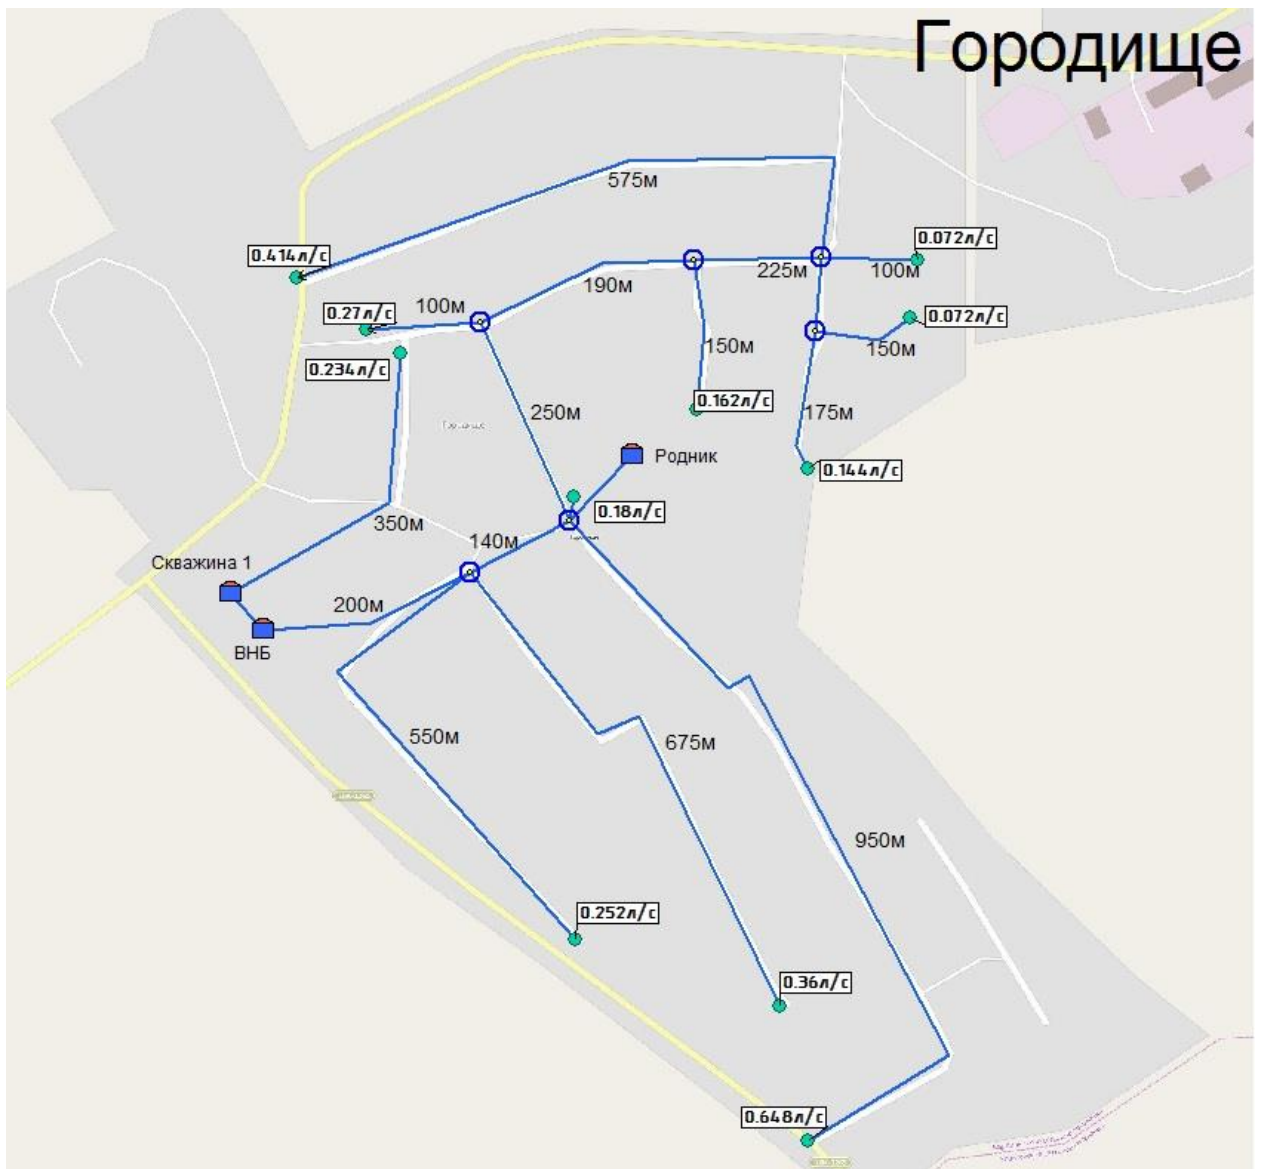 Городище
575м
0.414л/с
0.072л/с
225м
100м
190м
100м
0.27л/с
0.072л/с
150м
150м
0.234л/с
0.162л/с
250м
175м
Родник
0.144л/с
0.18л/с
350м
140м
Скважина 1
200м
ВНБ
550м
675м
950м
0.252л/с
0.36л/с
0.648л/с